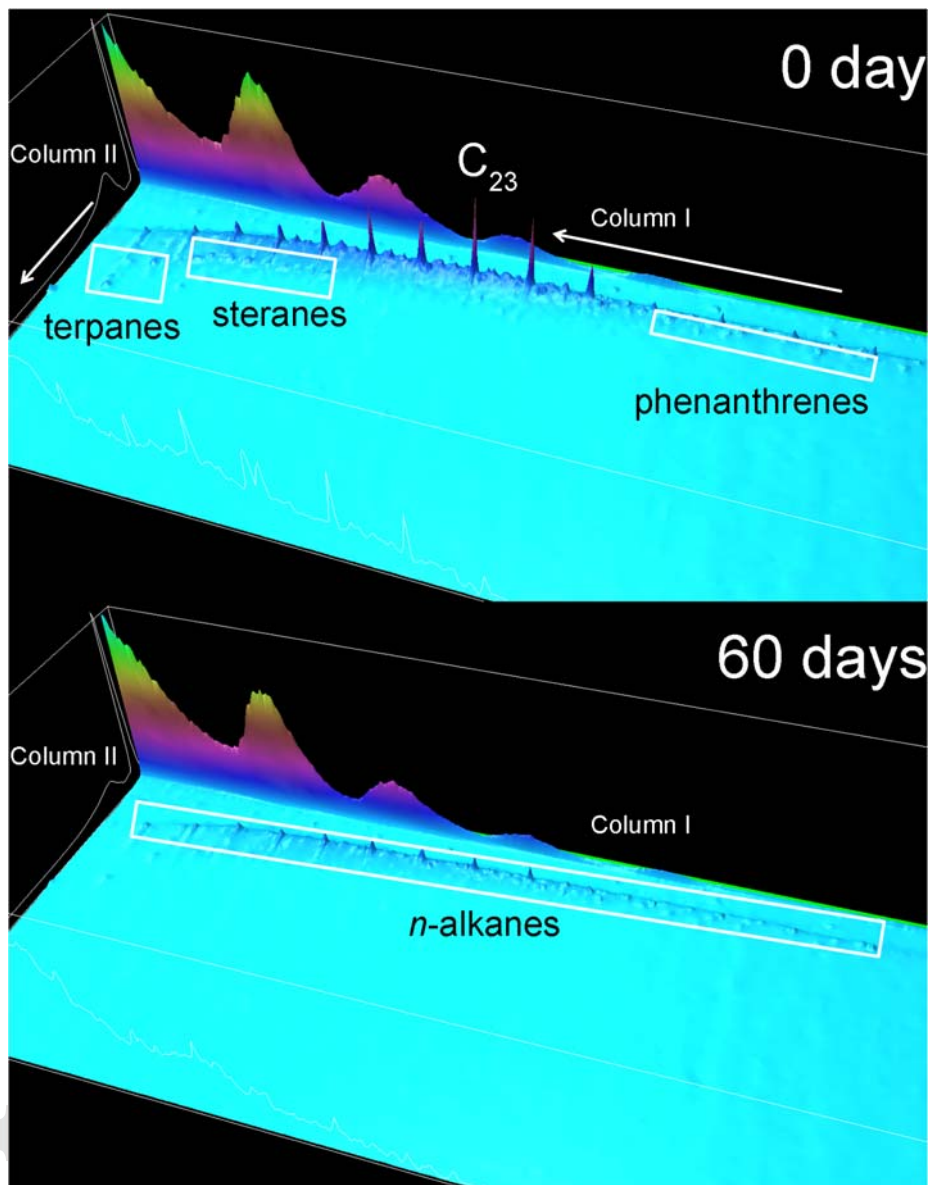 0 day
Column II
C₂₃
Column I
terpanes
steranes
phenanthrenes
60 days
Column II
Column I
n-alkanes